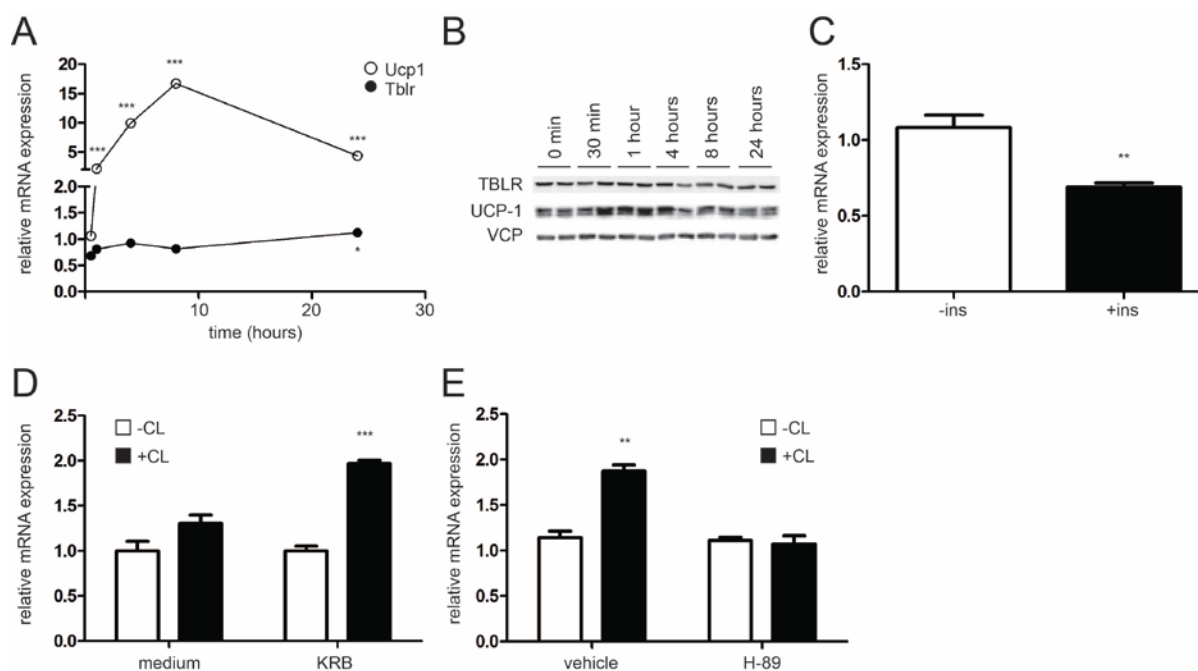 A
relative mRNA expression
20
15
10
5
2.0
1.5
1.0
0.5
0.0
***
***
***
***
*
Ucp1
Tblr
10
20
30
time (hours)
B
0 min
30 min
1 hour
4 hours
8 hours
24 hours
TBLR
UCP-1
VCP
C
relative mRNA expression
1.5
1.0
0.5
0.0
**
-ins
+ins
D
relative mRNA expression
2.5
2.0
1.5
1.0
0.5
0.0
-CL
+CL
***
medium
KRB
E
relative mRNA expression
2.5
2.0
1.5
1.0
0.5
0.0
**
-CL
+CL
vehicle
H-89